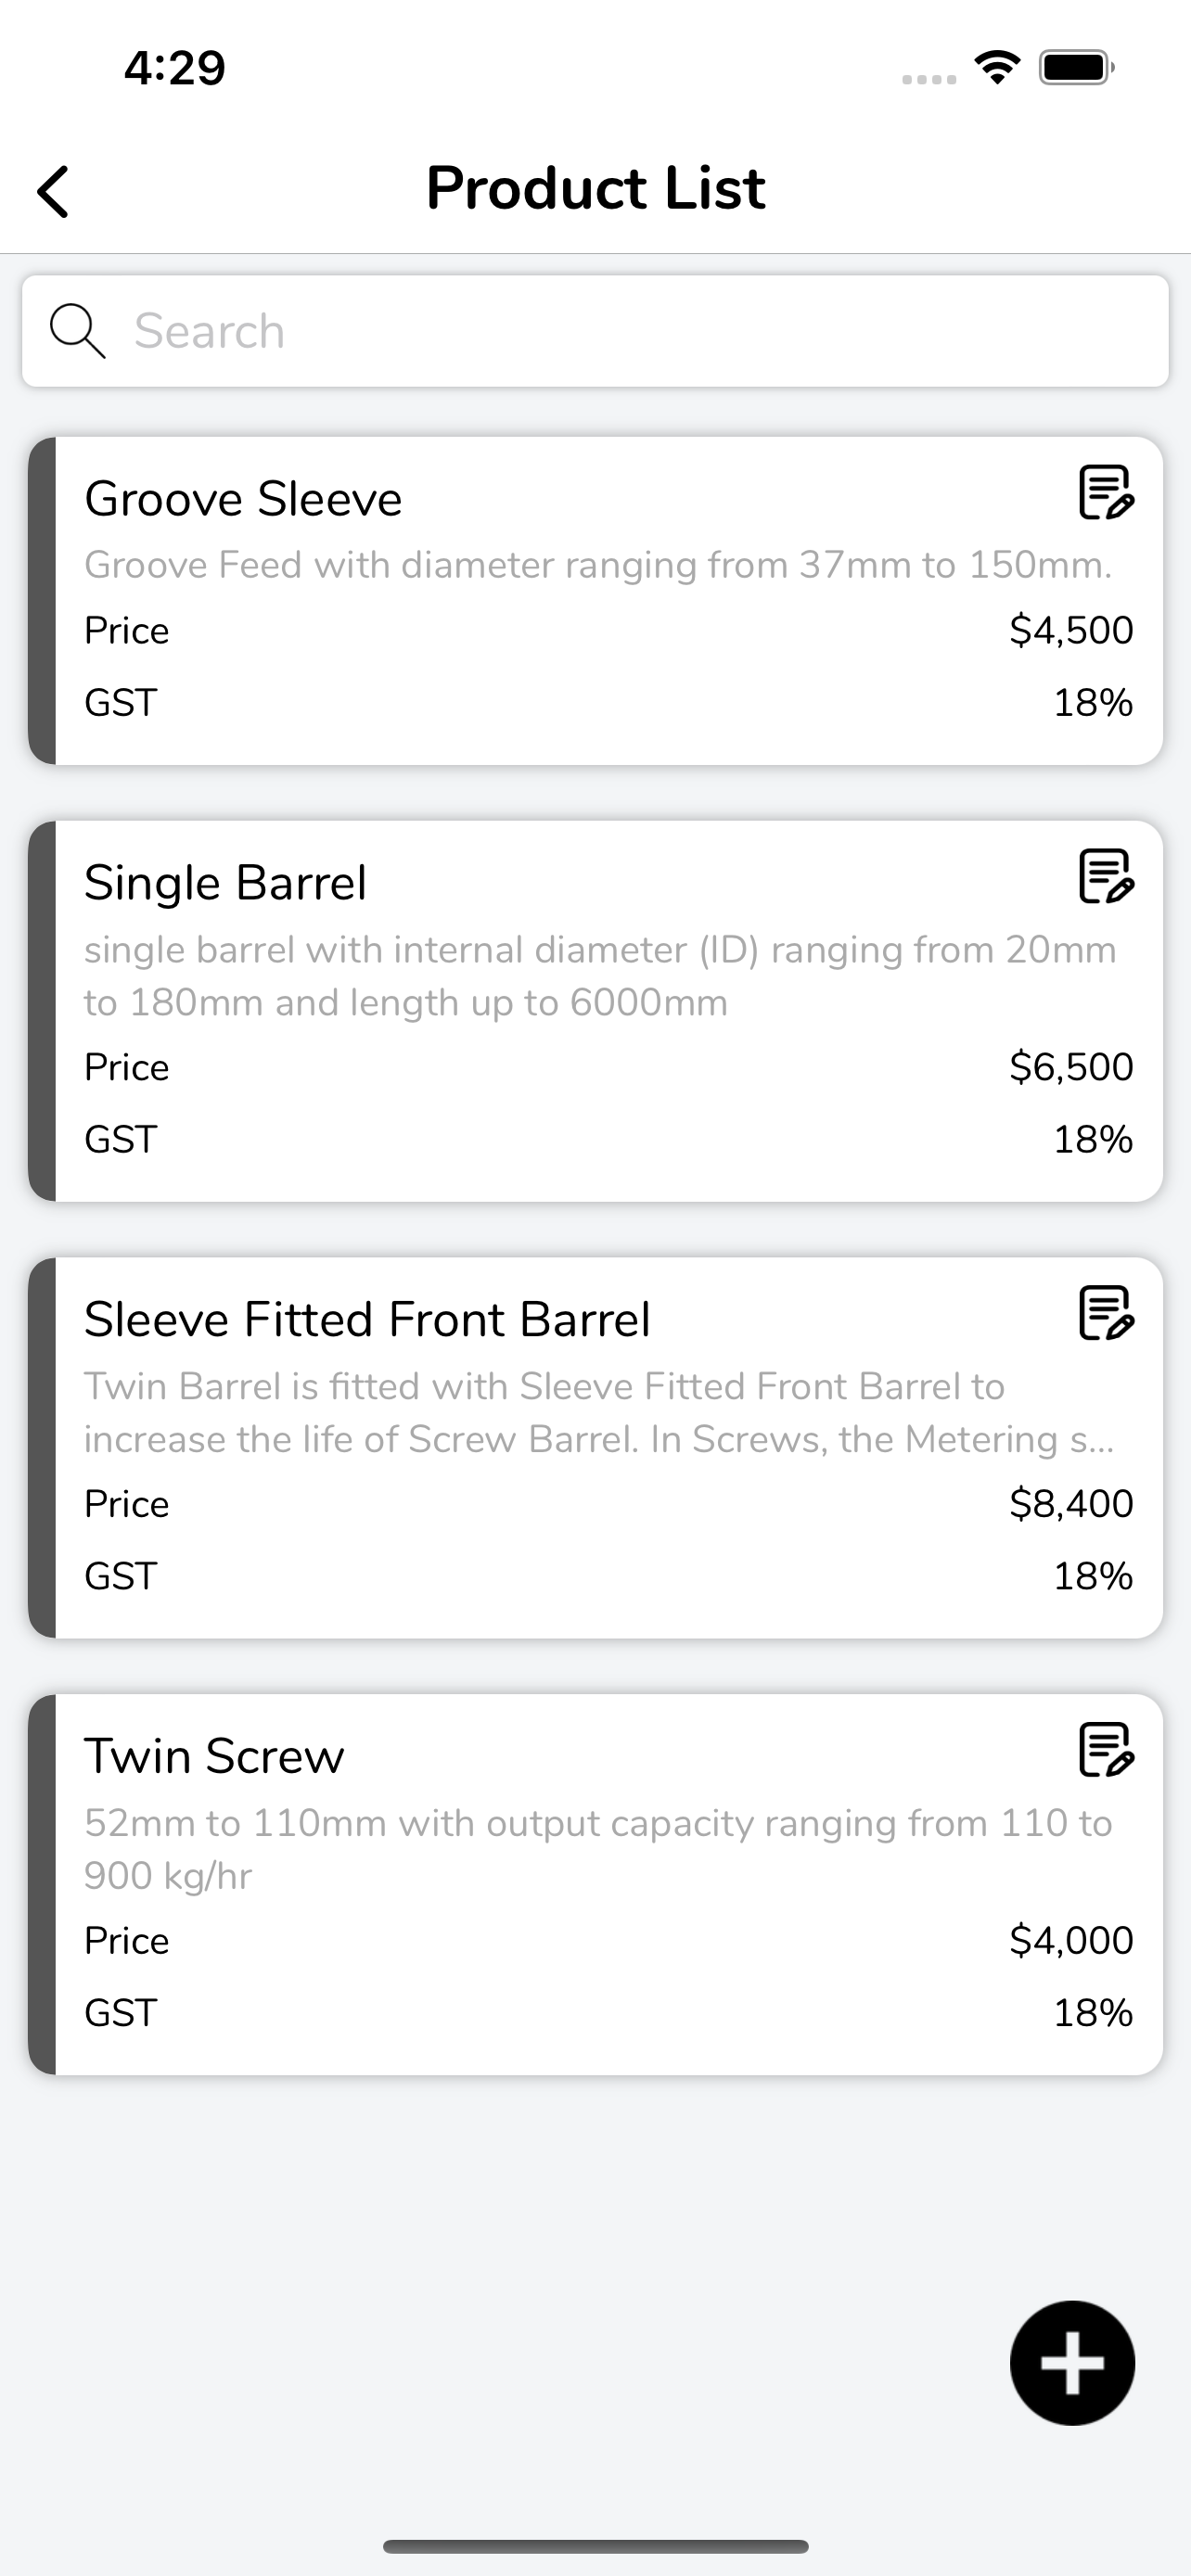 4:29
Product List
Search
Groove Sleeve
Groove Feed with diameter ranging from 37mm to 150mm.
Price $4,500
GST 18%
Single Barrel
single barrel with internal diameter (ID) ranging from 20mm
to 180mm and length up to 6000mm
Price $6,500
GST 18%
Sleeve Fitted Front Barrel
Twin Barrel is fitted with Sleeve Fitted Front Barrel to
increase the life of Screw Barrel. In Screws, the Metering s...
Price $8,400
GST 18%
Twin Screw
52mm to 110mm with output capacity ranging from 110 to
900 kg/hr
Price $4,000
GST 18%